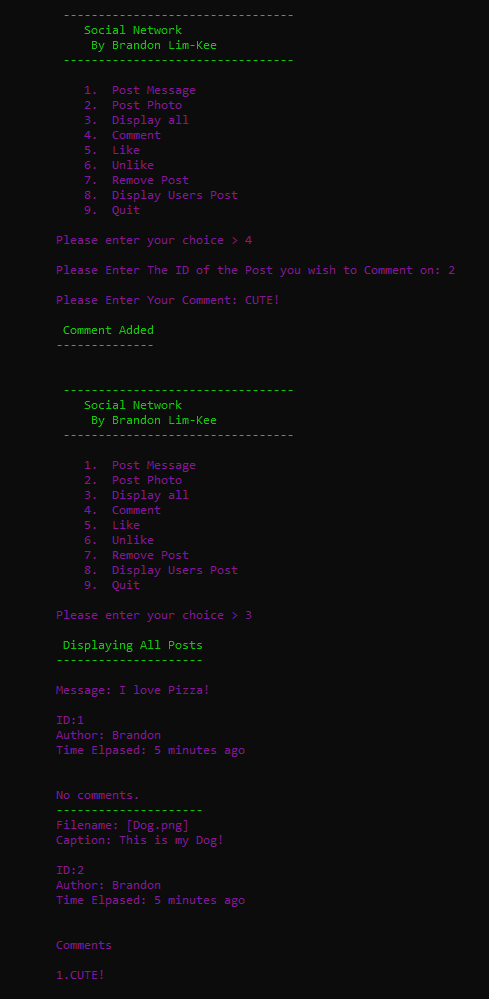 ---------------------------------
Social Network
By Brandon Lim-Kee
---------------------------------
1. Post Message
2. Post Photo
3. Display all
4. Comment
5. Like
6. Unlike
7. Remove Post
8. Display Users Post
9. Quit
Please enter your choice > 4
Please Enter The ID of the Post you wish to Comment on: 2
Please Enter Your Comment: CUTE!
Comment Added
--------------
---------------------------------
Social Network
By Brandon Lim-Kee
---------------------------------
1. Post Message
2. Post Photo
3. Display all
4. Comment
5. Like
6. Unlike
7. Remove Post
8. Display Users Post
9. Quit
Please enter your choice > 3
Displaying All Posts
---------------------
Message: I love Pizza!
ID:1
Author: Brandon
Time Elpased: 5 minutes ago
No comments.
---------------------
Filename: [Dog.png]
Caption: This is my Dog!
ID:2
Author: Brandon
Time Elpased: 5 minutes ago
Comments
1.CUTE!